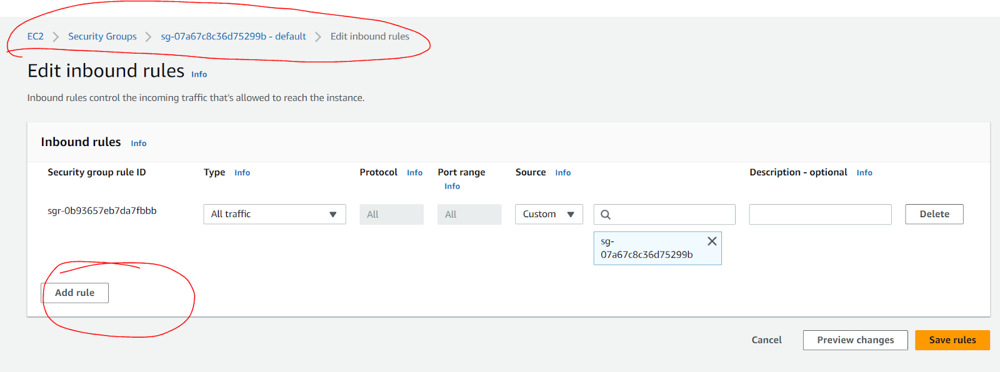 EC2 > Security Groups > sg-07a67c8c36d75299b - default > Edit inbound rules
Edit inbound rules Info
Inbound rules control the incoming traffic that's allowed to reach the instance.
Inbound rules Info
Security group rule ID Type Info Protocol Info Port range Info Source Info Description - optional Info
sgr-0b93657eb7da7fbbb All traffic All All Custom Delete
sg-
07a67c8c36d75299b
Add rule
Cancel Preview changes Save rules